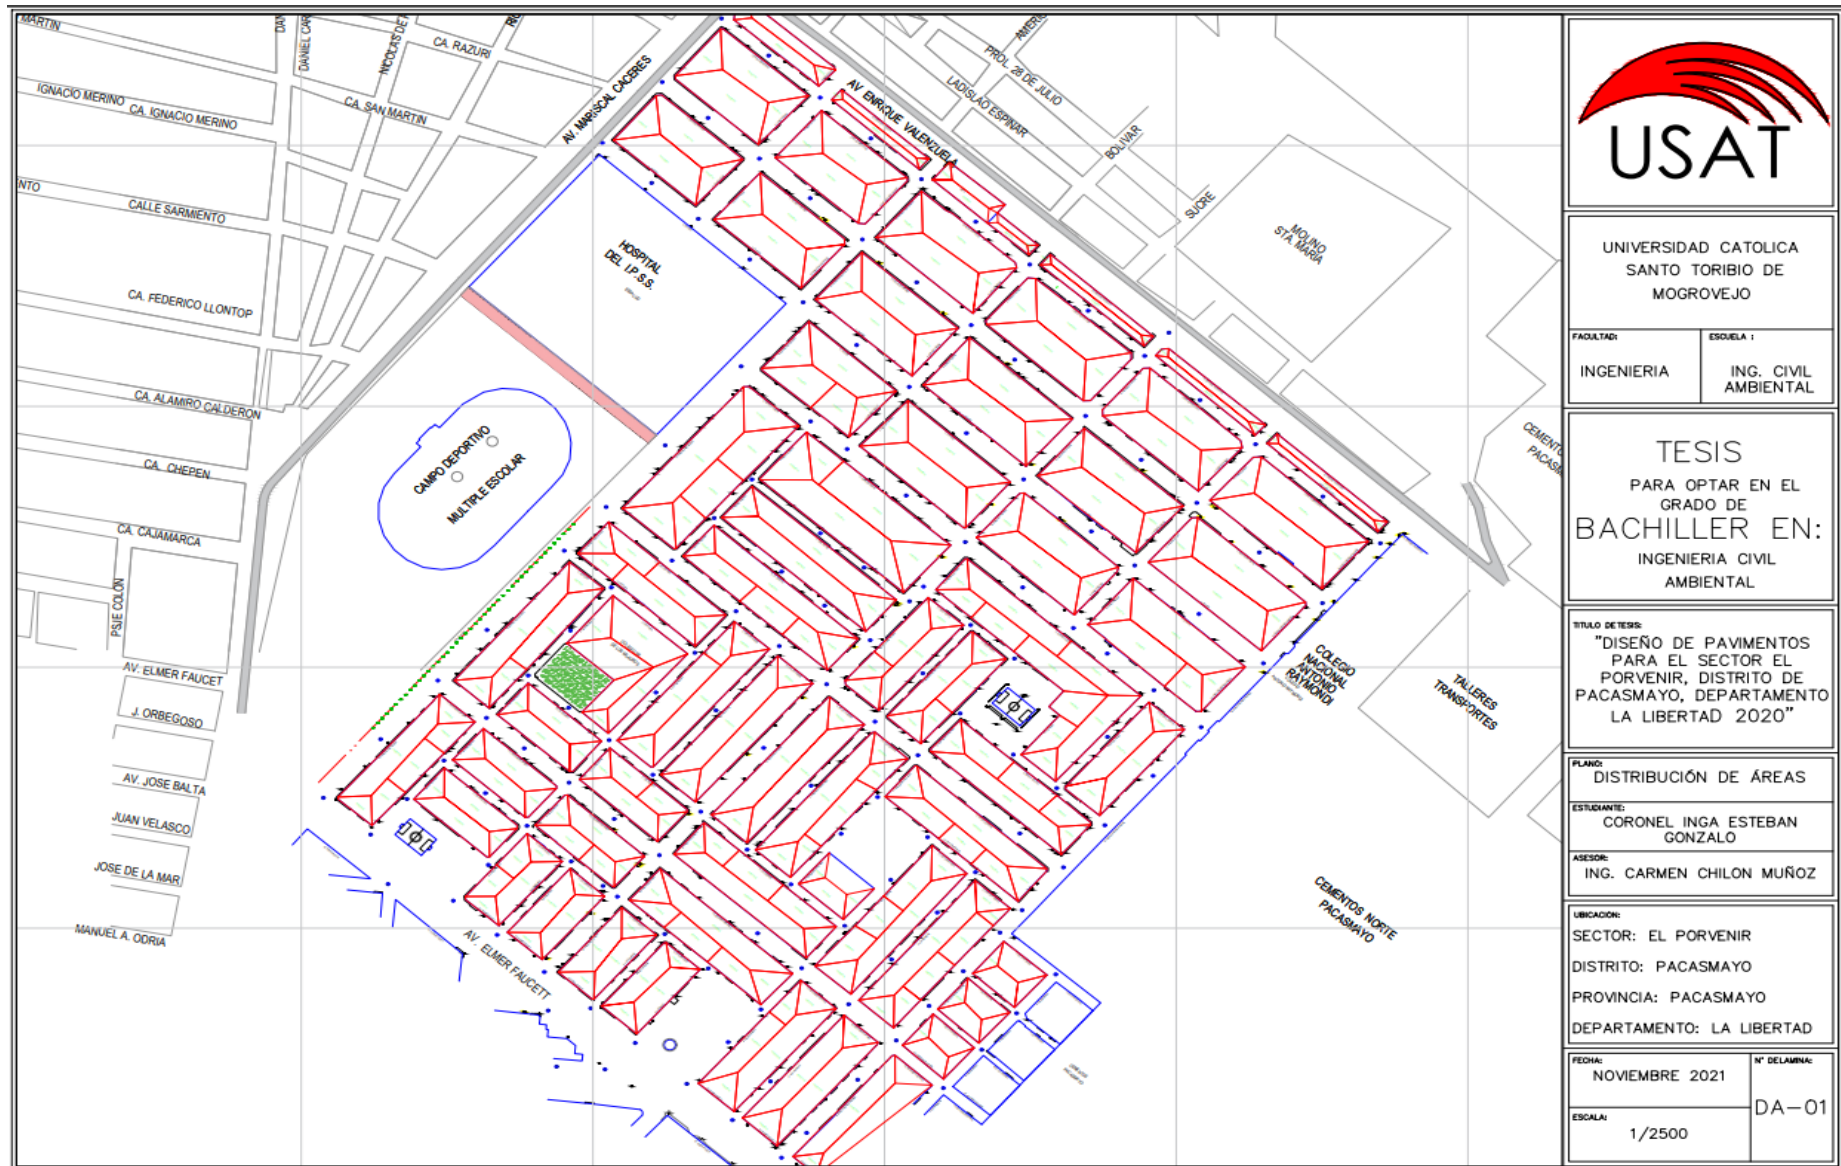 MARTIN
CA. RAZURI
IGNACIO MERINO
CA. IGNACIO MERINO
CA. SAN MARTIN
DANIEL CAR
NICOLAS DE P
AV. MARISCAL CACERES
CALLE SARMIENTO
CA. FEDERICO LLONTOP
CA. ALAMIRO CALDERON
CA. CHEPEN
CA. CAJAMARCA
PSJE COLON
AV. ELMER FAUCET
J. ORBEGOSO
AV. JOSE BALTA
JUAN VELASCO
JOSE DE LA MAR
MANUEL A. ODRIA
HOSPITAL
DEL I.P.S.S.
CAMPO DEPORTIVO
MULTIPLE ESCOLAR
AV ENRIQUE VALENZUELA
PROL. 28 DE JULIO
LADISLAO ESPINAR
BOLIVAR
SUCRE
MOLINO
STA. MARIA
COLEGIO
NACIONAL
ANTONIO
RAYMONDI
TALLERES
TRANSPORTES
CEMENTOS NORTE
PACASMAYO
AV. ELMER FAUCETT
USAT
UNIVERSIDAD CATOLICA
SANTO TORIBIO DE
MOGROVEJO
FACULTAD:
INGENIERIA
ESCUELA :
ING. CIVIL
AMBIENTAL
TESIS
PARA OPTAR EN EL
GRADO DE
BACHILLER EN:
INGENIERIA CIVIL
AMBIENTAL
TITULO DE TESIS:
"DISEÑO DE PAVIMENTOS
PARA EL SECTOR EL
PORVENIR, DISTRITO DE
PACASMAYO, DEPARTAMENTO
LA LIBERTAD 2020"
PLANO:
DISTRIBUCIÓN DE ÁREAS
ESTUDIANTE:
CORONEL INGA ESTEBAN
GONZALO
ASESOR:
ING. CARMEN CHILON MUÑOZ
UBICACIÓN:
SECTOR: EL PORVENIR
DISTRITO: PACASMAYO
PROVINCIA: PACASMAYO
DEPARTAMENTO: LA LIBERTAD
FECHA:
NOVIEMBRE 2021
ESCALA:
1/2500
N° DELAMINA:
DA-01